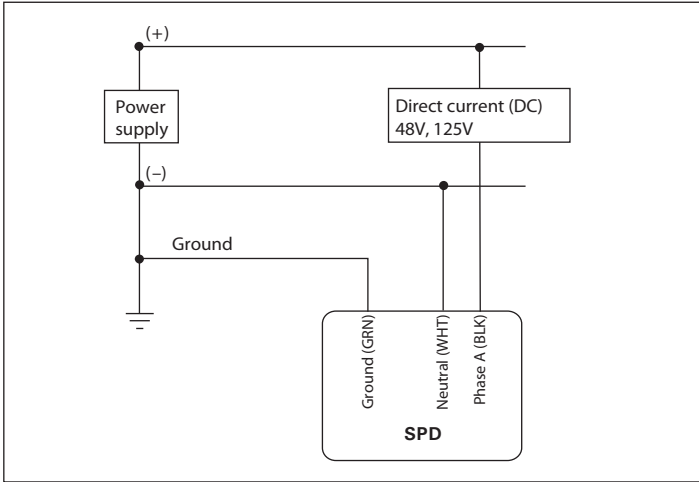 (+)
Power
supply
Direct current (DC)
48V, 125V
(–)
Ground
Ground (GRN)
Neutral (WHT)
Phase A (BLK)
SPD